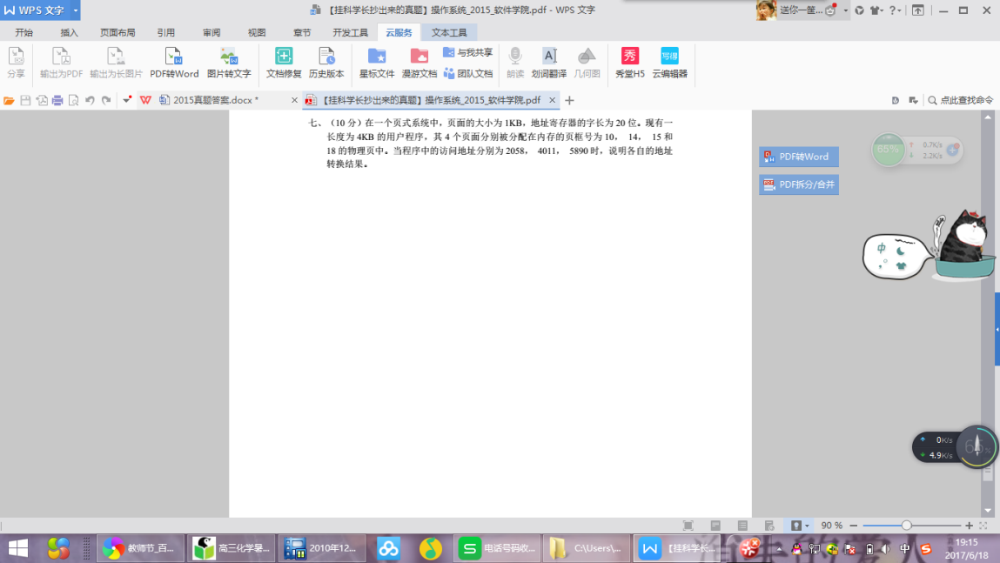 WPS 文字
【挂科学长抄出来的真题】操作系统_2015_软件学院.pdf - WPS 文字
送你一筐...
开始 插入 页面布局 引用 审阅 视图 章节 开发工具 云服务 文本工具
分享 输出为PDF 输出为长图片 PDF转Word 图片转文字 文档修复 历史版本 星标文件 漫游文档 与我共享 团队文档 朗读 划词翻译 几何图 秀堂H5 云编辑器
秀 写得
2015真题答案.docx * 【挂科学长抄出来的真题】操作系统_2015_软件学院.pdf 点此查找命令
七、（10 分）在一个页式系统中，页面的大小为 1KB，地址寄存器的字长为 20 位。现有一
长度为 4KB 的用户程序，其 4 个页面分别被分配在内存的页框号为 10， 14， 15 和
18 的物理页中。当程序中的访问地址分别为 2058， 4011， 5890 时，说明各自的地址
转换结果。
PDF转Word
PDF拆分/合并
65% 0.7K/s
2.2K/s
中
0K/s
4.9K/s
90 %
教师节_百... 高三化学暑... 2010年12... 电话号码收... C:\Users\... 【挂科学长...
中
19:15
2017/6/18